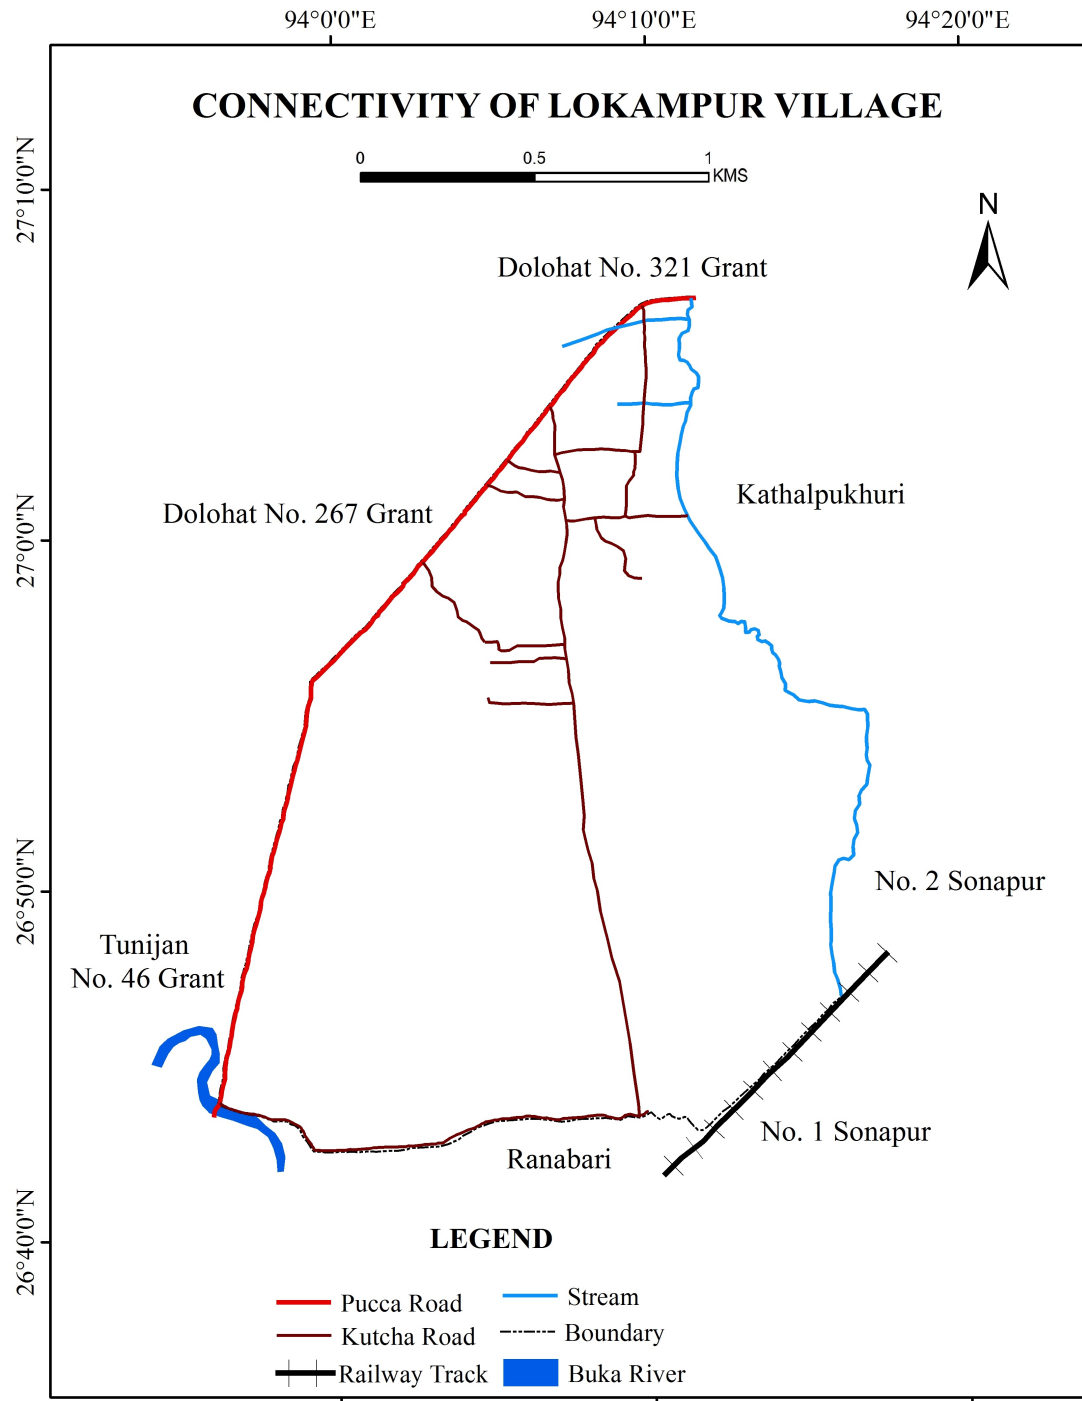 94°0'0"E 94°10'0"E 94°20'0"E
CONNECTIVITY OF LOKAMPUR VILLAGE
0 0.5 1
KMS
27°10'0"N
N
Dolohat No. 321 Grant
Kathalpukhuri
Dolohat No. 267 Grant
27°0'0"N
No. 2 Sonapur
26°50'0"N
Tunijan
No. 46 Grant
No. 1 Sonapur
Ranabari
26°40'0"N
LEGEND
Pucca Road Stream
Kutcha Road Boundary
Railway Track Buka River